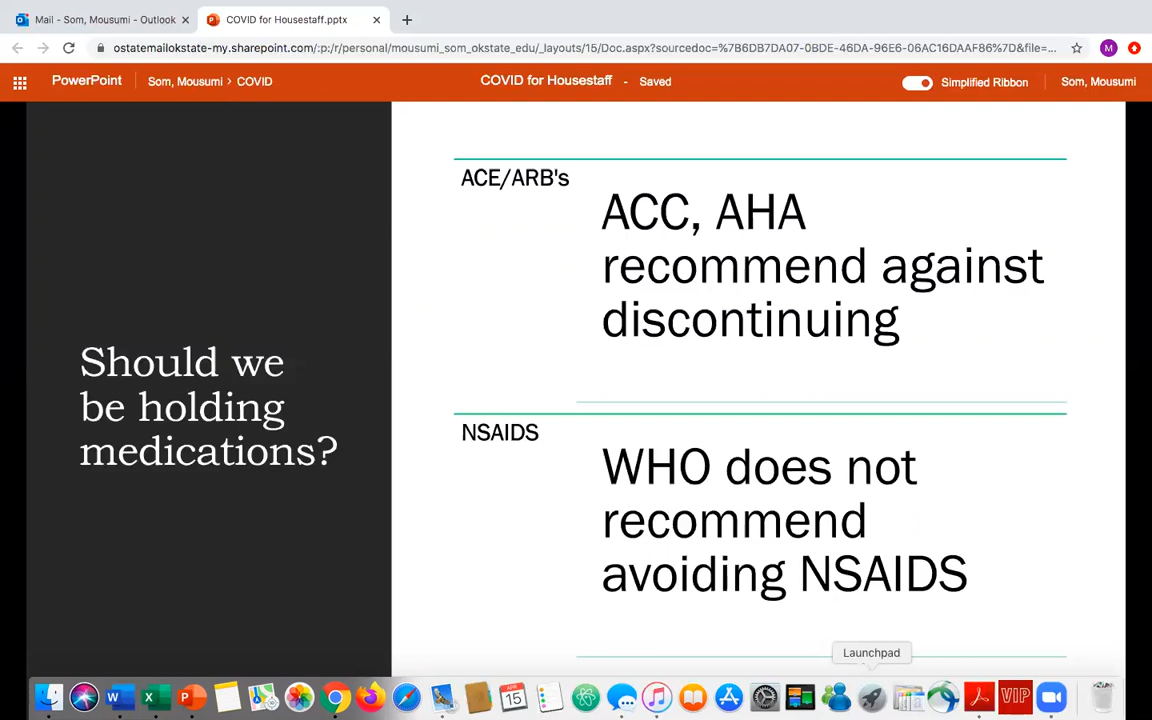 Mail - Som, Mousumi - Outlook
COVID for Housestaff.pptx
ostatemailokstate-my.sharepoint.com/:p:/r/personal/mousumi_som_okstate_edu/_layouts/15/Doc.aspx?sourcedoc=%7B6DB7DA07-0BDE-46DA-96E6-06AC16DAAF86%7D&file=...
M
PowerPoint
Som, Mousumi > COVID
COVID for Housestaff - Saved
Simplified Ribbon
Som, Mousumi
Should we
be holding
medications?
ACE/ARB's
ACC, AHA
recommend against
discontinuing
NSAIDS
WHO does not
recommend
avoiding NSAIDS
Launchpad
APR
15
VIP